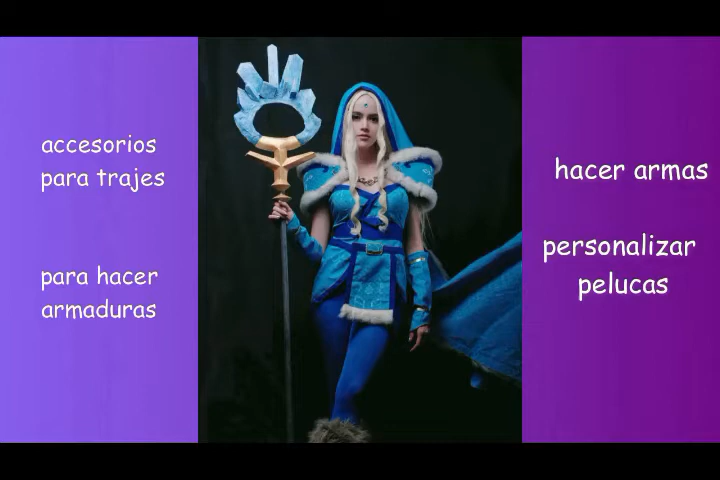 accesorios
para trajes
para hacer
armaduras
hacer armas
personalizar
pelucas